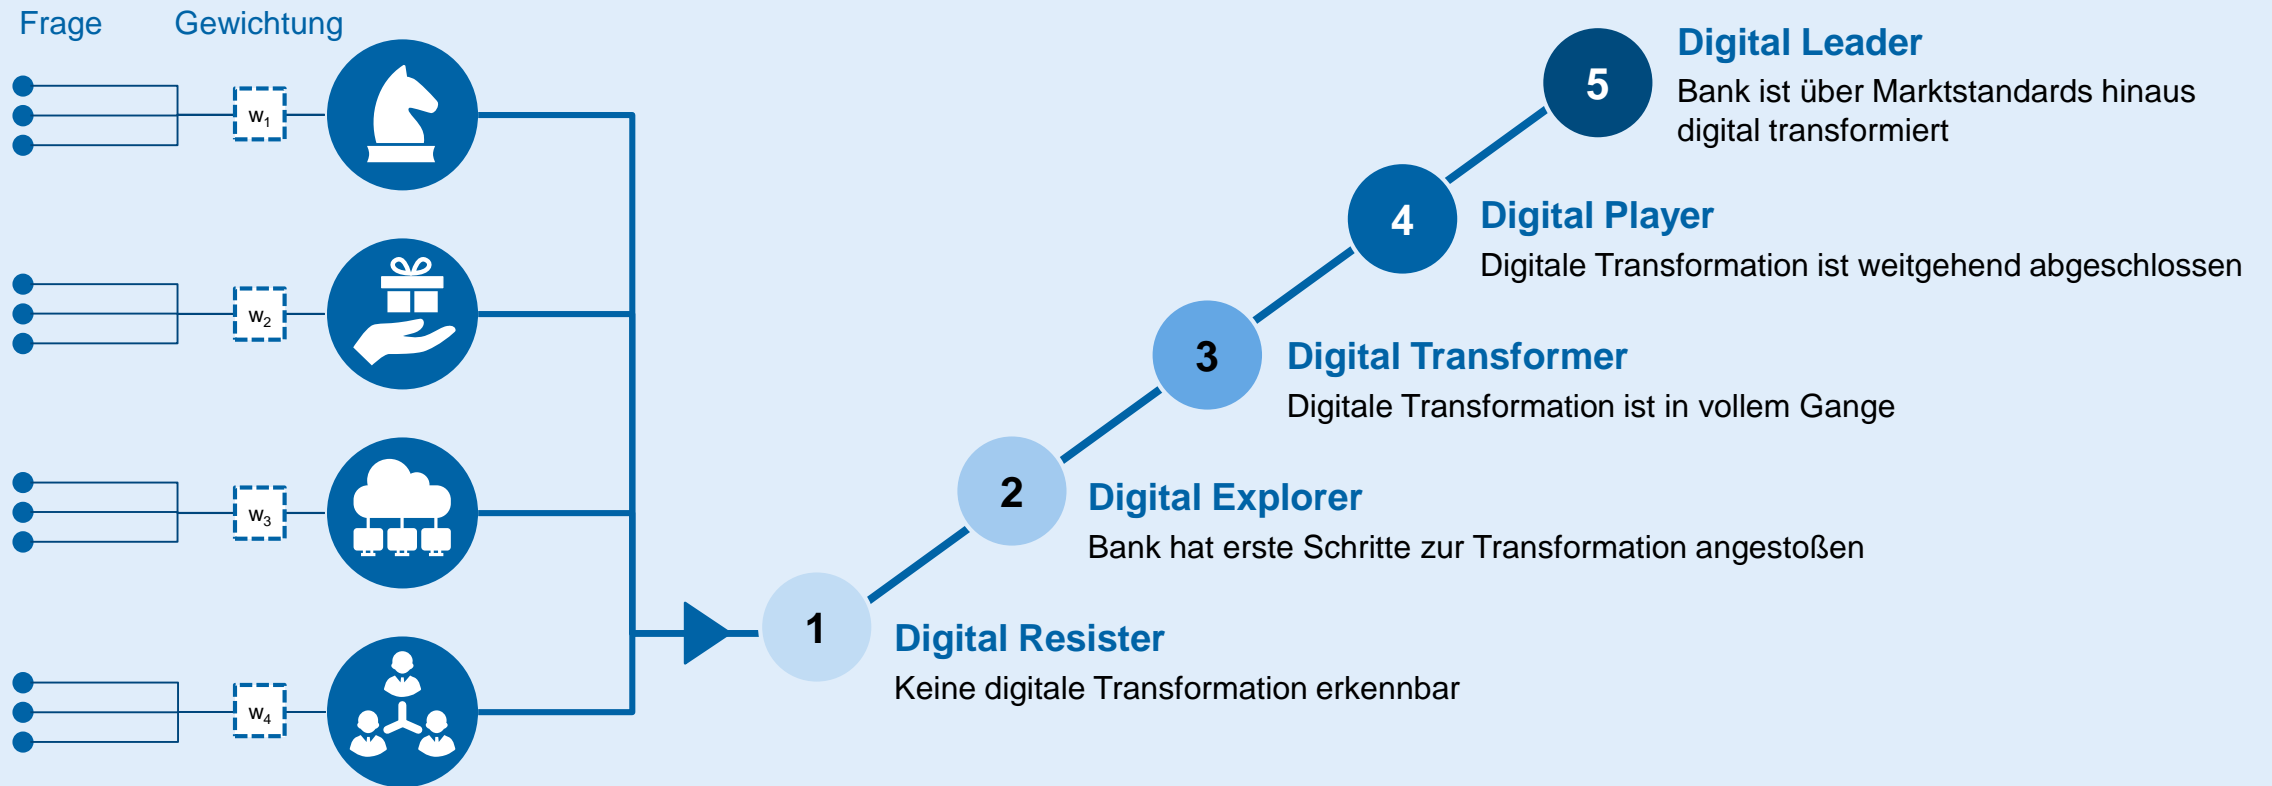 Frage
Gewichtung
w1
w2
w3
w4
5
Digital Leader
Bank ist über Marktstandards hinaus
digital transformiert
4
Digital Player
Digitale Transformation ist weitgehend abgeschlossen
3
Digital Transformer
Digitale Transformation ist in vollem Gange
2
Digital Explorer
Bank hat erste Schritte zur Transformation angestoßen
1
Digital Resister
Keine digitale Transformation erkennbar